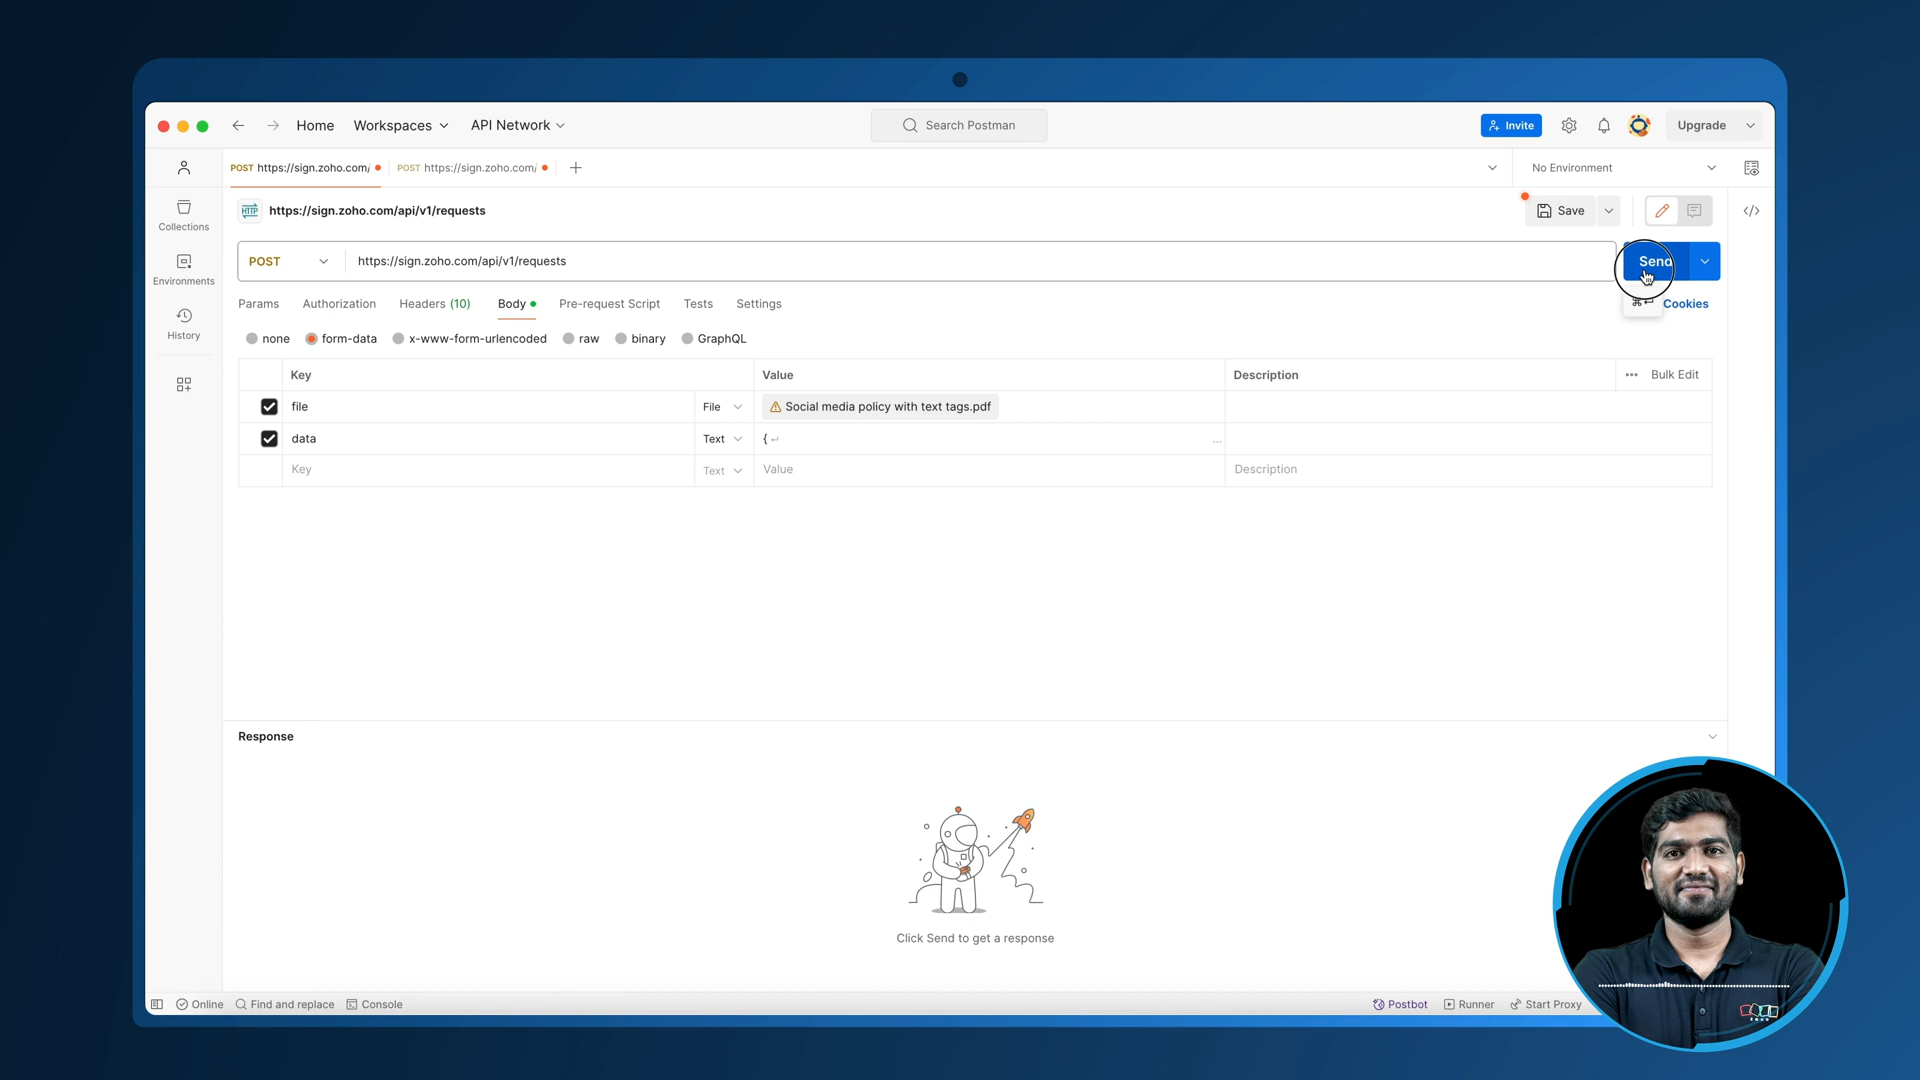 Home Workspaces API Network Search Postman Invite Upgrade
POST https://sign.zoho.com/ POST https://sign.zoho.com/ No Environment
HTTP https://sign.zoho.com/api/v1/requests Save
Collections
POST https://sign.zoho.com/api/v1/requests Send
Environments
Params Authorization Headers (10) Body Pre-request Script Tests Settings Cookies
History
none form-data x-www-form-urlencoded raw binary GraphQL
Key Value Description Bulk Edit
file File Social media policy with text tags.pdf
data Text { ↵ ...
Key Text Value Description
Response
Click Send to get a response
Online Find and replace Console Postbot Runner Start Proxy
ZOHO